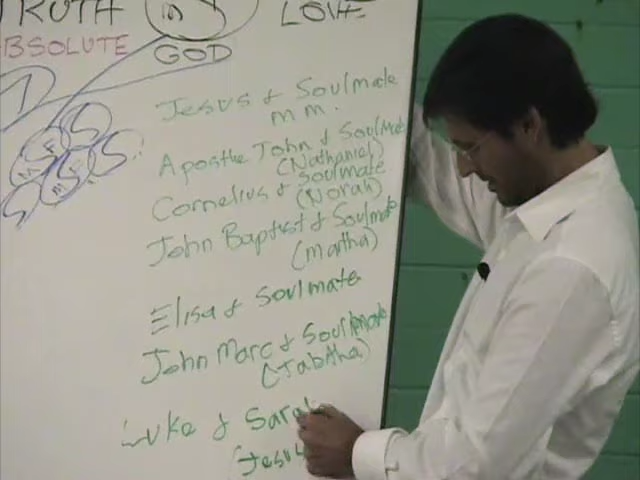 TRUTH
ABSOLUTE
GOD
LOVE
Jesus & Soulmate
M M.
Apostle John & Soulmate
(Nathaniel)
Cornelius & Soulmate
(Norah)
John Baptist & Soulmate
(Martha)
Elisa & Soulmate
John Marc & Soulmate
(Tabitha)
Luke & Sarah
(Jesus